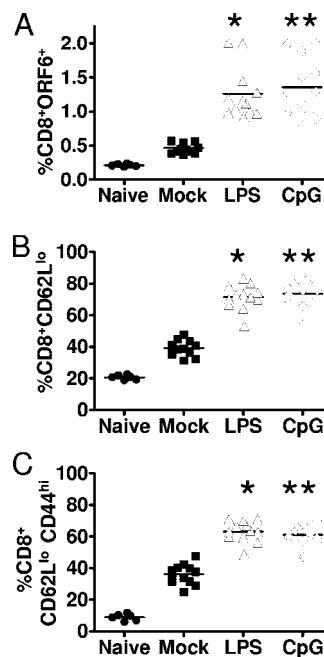 A
* **
%CD8+ORF6+
2.0
1.5
1.0
0.5
0.0
Naive Mock LPS CpG
B
* **
%CD8+CD62Llo
100
80
60
40
20
0
Naive Mock LPS CpG
C
* **
%CD8+
CD62Llo CD44hi
100
80
60
40
20
0
Naive Mock LPS CpG